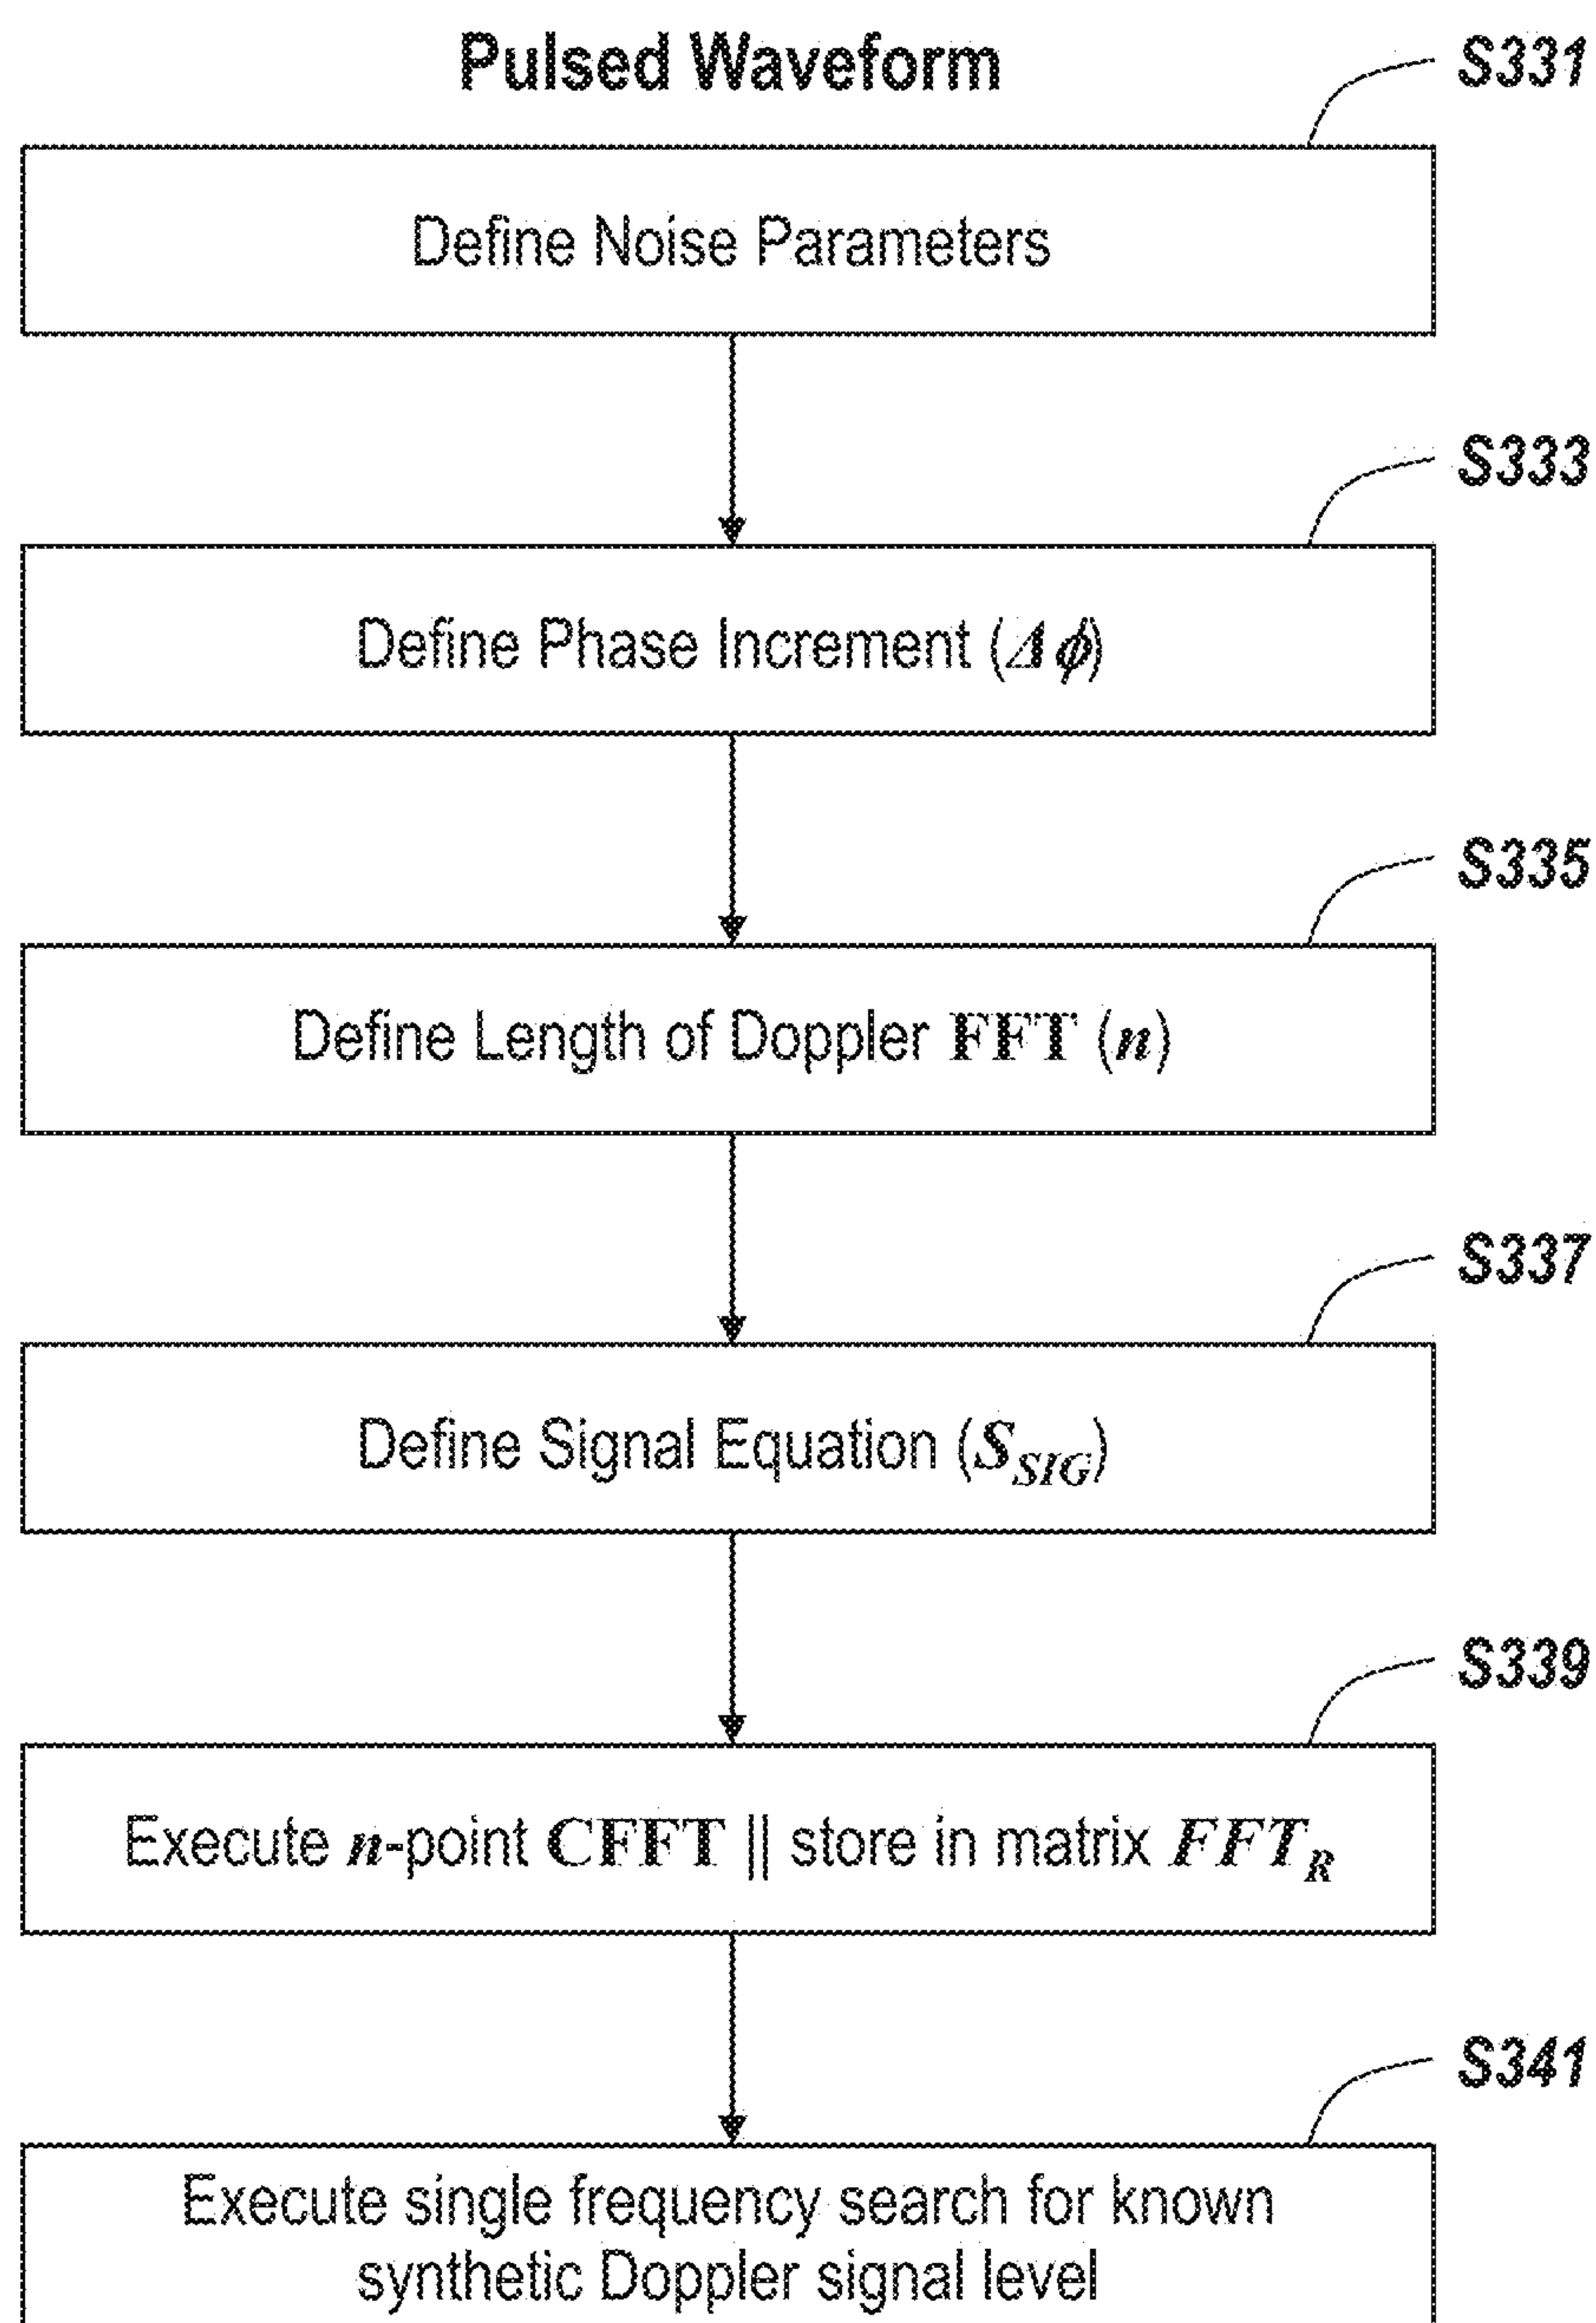 Pulsed Waveform
S331
Define Noise Parameters
S333
Define Phase Increment (Δϕ)
S335
Define Length of Doppler FFT (n)
S337
Define Signal Equation (S_SIG)
S339
Execute n-point CFFT || store in matrix FFT_R
S341
Execute single frequency search for known
synthetic Doppler signal level